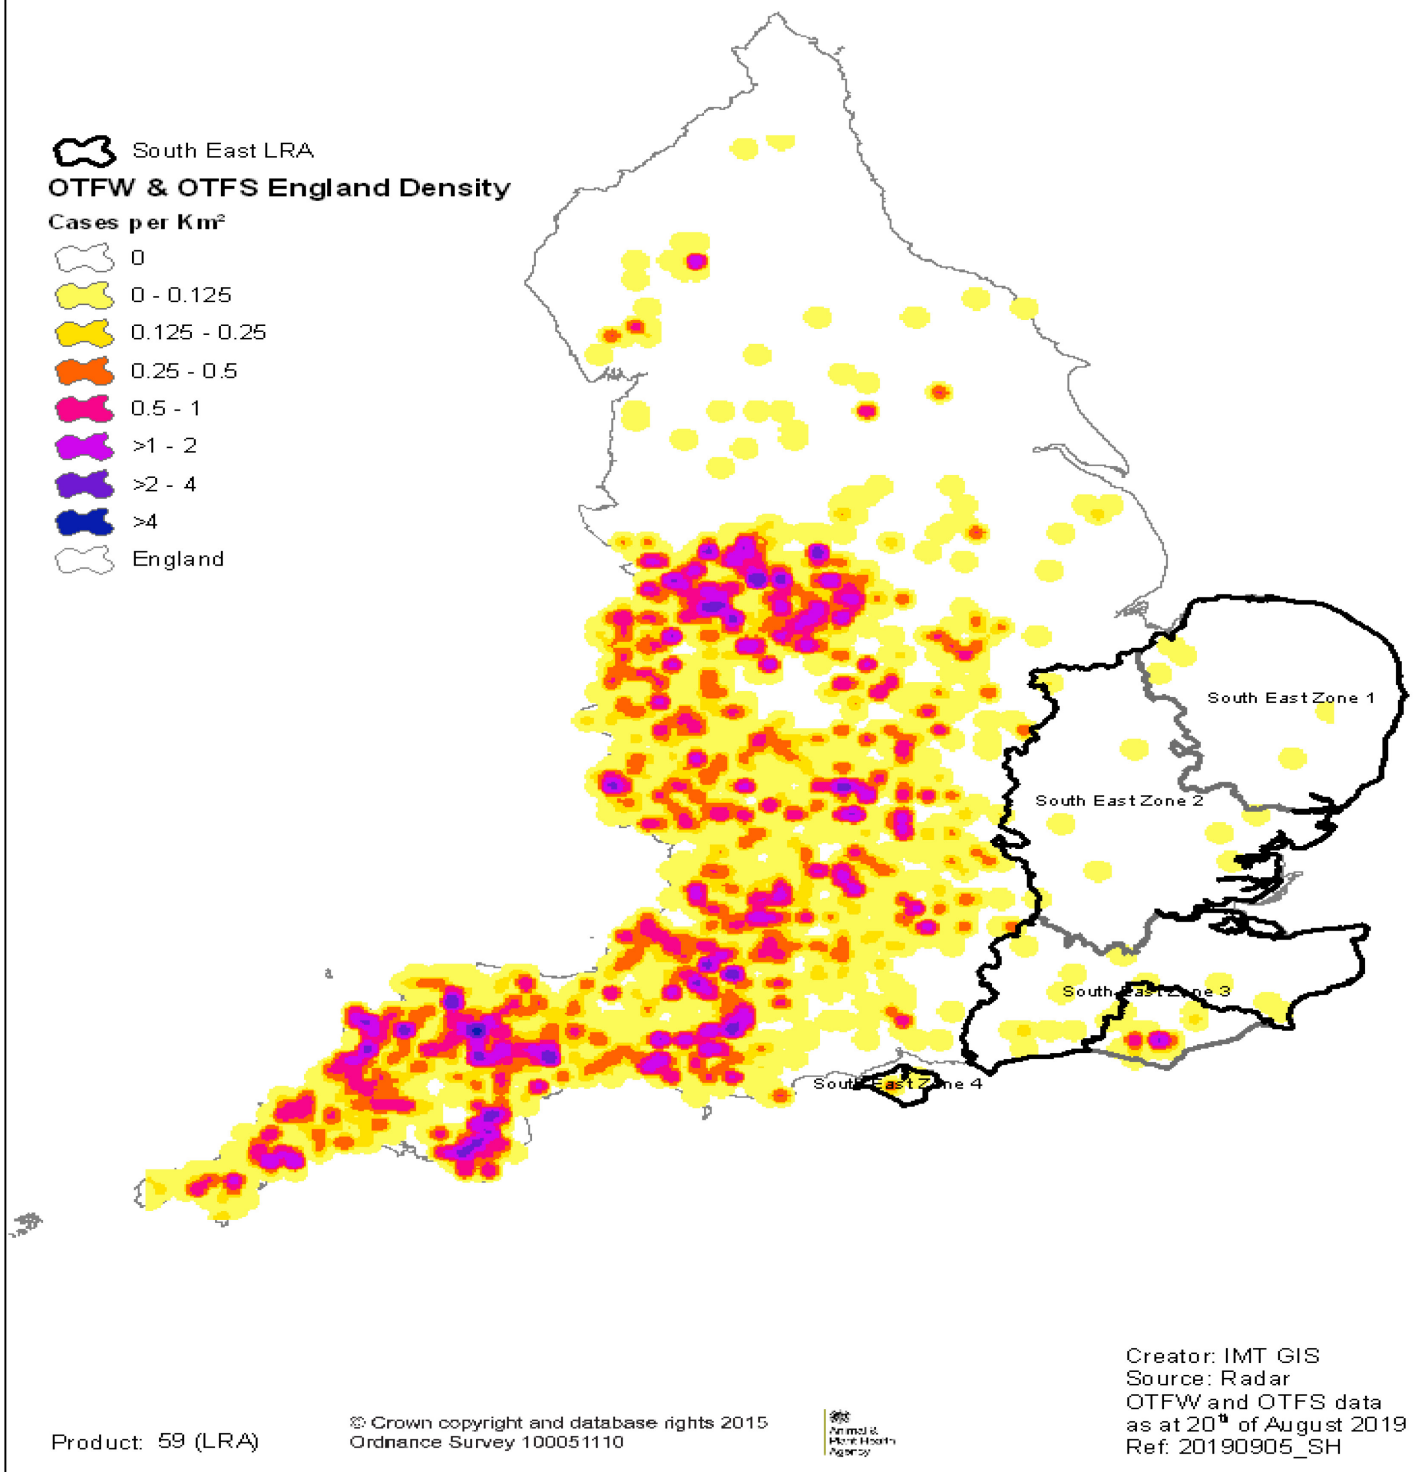 South East LRA
OTFW & OTFS England Density
Cases per Km²
0
0 - 0.125
0.125 - 0.25
0.25 - 0.5
0.5 - 1
>1 - 2
>2 - 4
>4
England
South East Zone 1
South East Zone 2
South East Zone 3
South East Zone 4
Product: 59 (LRA)
© Crown copyright and database rights 2015
Ordnance Survey 100051110
Animal &
Plant Health
Agency
Creator: IMT GIS
Source: Radar
OTFW and OTFS data
as at 20th of August 2019
Ref: 20190905_SH